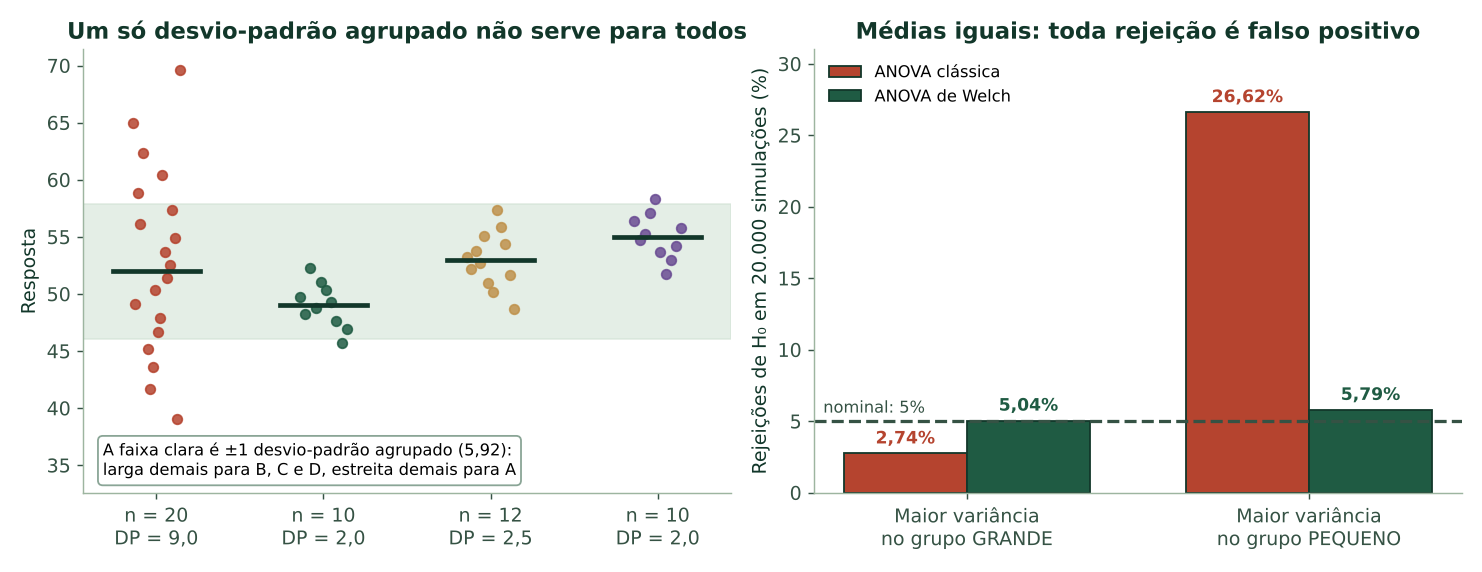 Um só desvio-padrão agrupado não serve para todos
Resposta
70
65
60
55
50
45
40
35
A faixa clara é ±1 desvio-padrão agrupado (5,92):
larga demais para B, C e D, estreita demais para A
n = 20
DP = 9,0
n = 10
DP = 2,0
n = 12
DP = 2,5
n = 10
DP = 2,0
Médias iguais: toda rejeição é falso positivo
Rejeições de H₀ em 20.000 simulações (%)
30
25
20
15
10
5
0
ANOVA clássica
ANOVA de Welch
26,62%
nominal: 5%
5,04%
5,79%
2,74%
Maior variância
no grupo GRANDE
Maior variância
no grupo PEQUENO